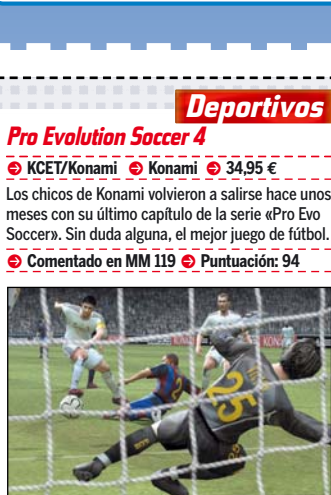 Deportivos
Pro Evolution Soccer 4
➔ KCET/Konami ➔ Konami ➔ 34,95 €
Los chicos de Konami volvieron a salirse hace unos
meses con su último capítulo de la serie «Pro Evo
Soccer». Sin duda alguna, el mejor juego de fútbol.
➔ Comentado en MM 119 ➔ Puntuación: 94
25
2